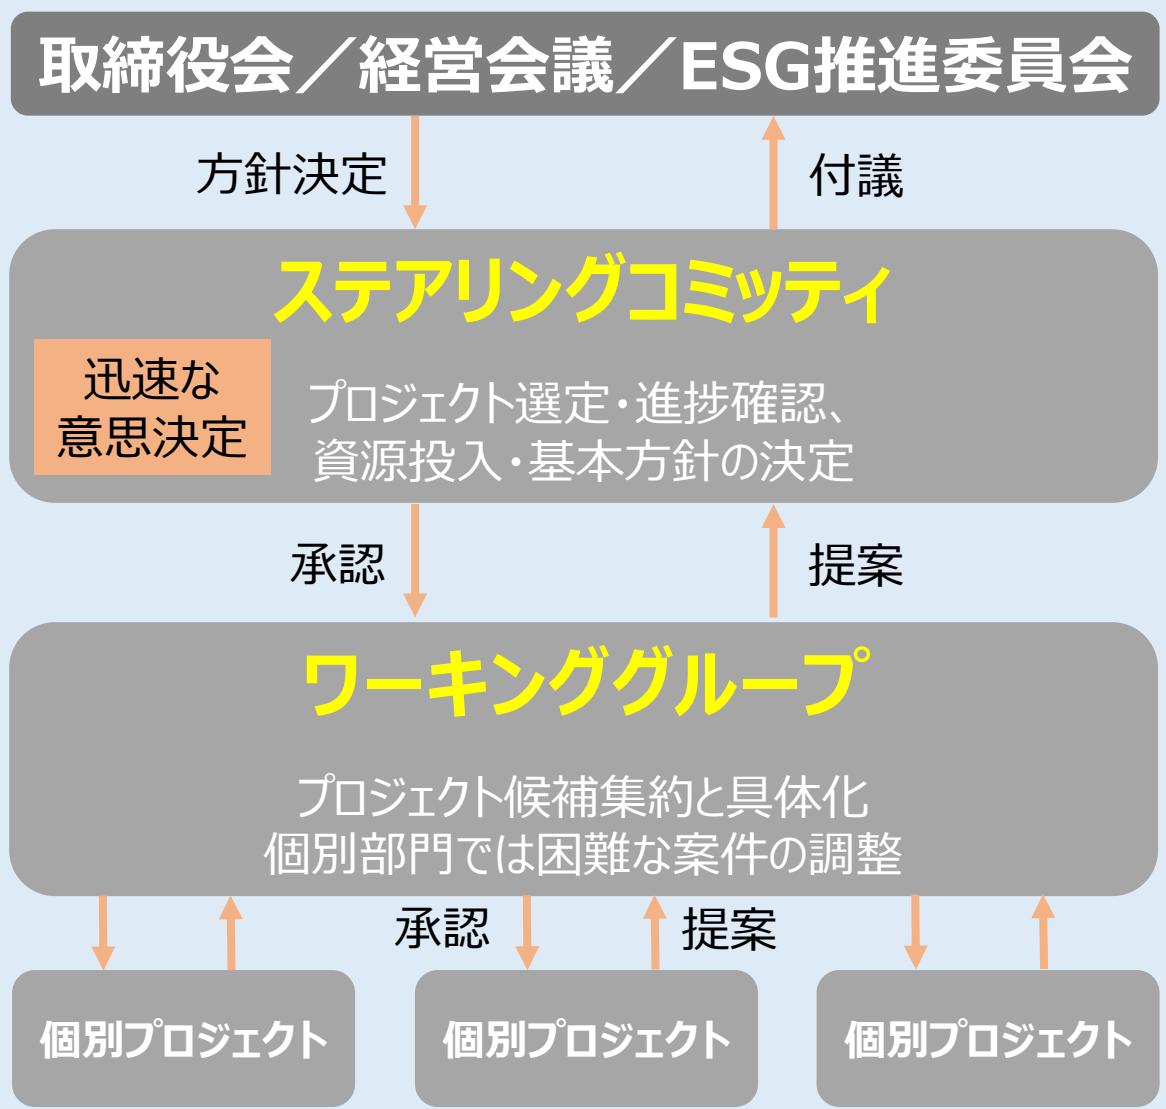 取締役会／経営会議／ESG推進委員会
方針決定
付議
ステアリングコミッティ
迅速な
意思決定
プロジェクト選定・進捗確認、
資源投入・基本方針の決定
承認
提案
ワーキンググループ
プロジェクト候補集約と具体化
個別部門では困難な案件の調整
承認
提案
個別プロジェクト
個別プロジェクト
個別プロジェクト